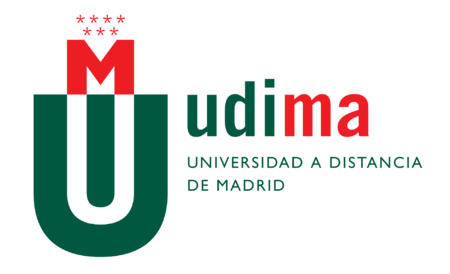 **** 
***
M
U
udima
UNIVERSIDAD A DISTANCIA
DE MADRID